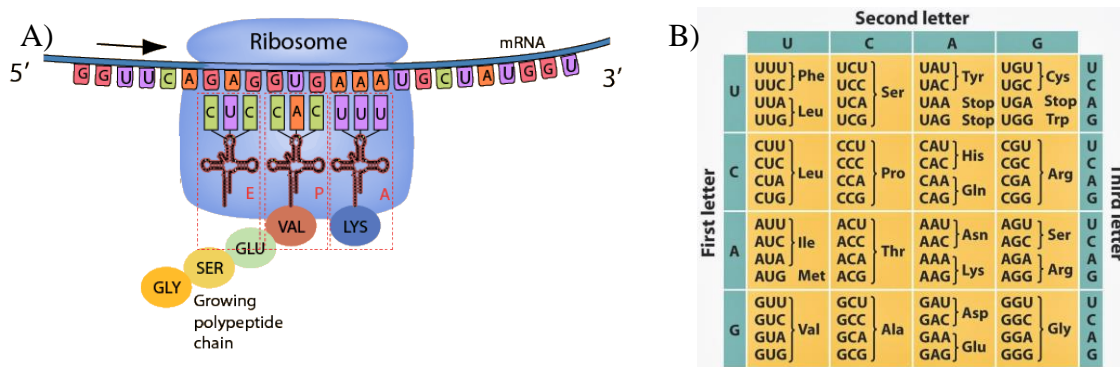 A)
Ribosome
mRNA
5′
G G U U C A G A G G U G A A A U G C U A U G G U
3′
C U C C A C U U U
E P A
VAL LYS
GLU
SER
GLY
Growing
polypeptide
chain
B)
Second letter
U C A G
First letter
Third letter
U
UUU UCU UAU UGU U
Phe Tyr Cys
UUC UCC UAC UGC C
Ser
UUA UCA UAA Stop UGA Stop A
Leu
UUG UCG UAG Stop UGG Trp G
C
CUU CCU CAU CGU U
His
CUC CCC CAC CGC C
Leu Pro Arg
CUA CCA CAA CGA A
Gln
CUG CCG CAG CGG G
A
AUU ACU AAU AGU U
Asn Ser
AUC Ile ACC AAC AGC C
Thr
AUA ACA AAA AGA A
Lys Arg
AUG Met ACG AAG AGG G
G
GUU GCU GAU GGU U
Asp
GUC GCC GAC GGC C
Val Ala Gly
GUA GCA GAA GGA A
Glu
GUG GCG GAG GGG G